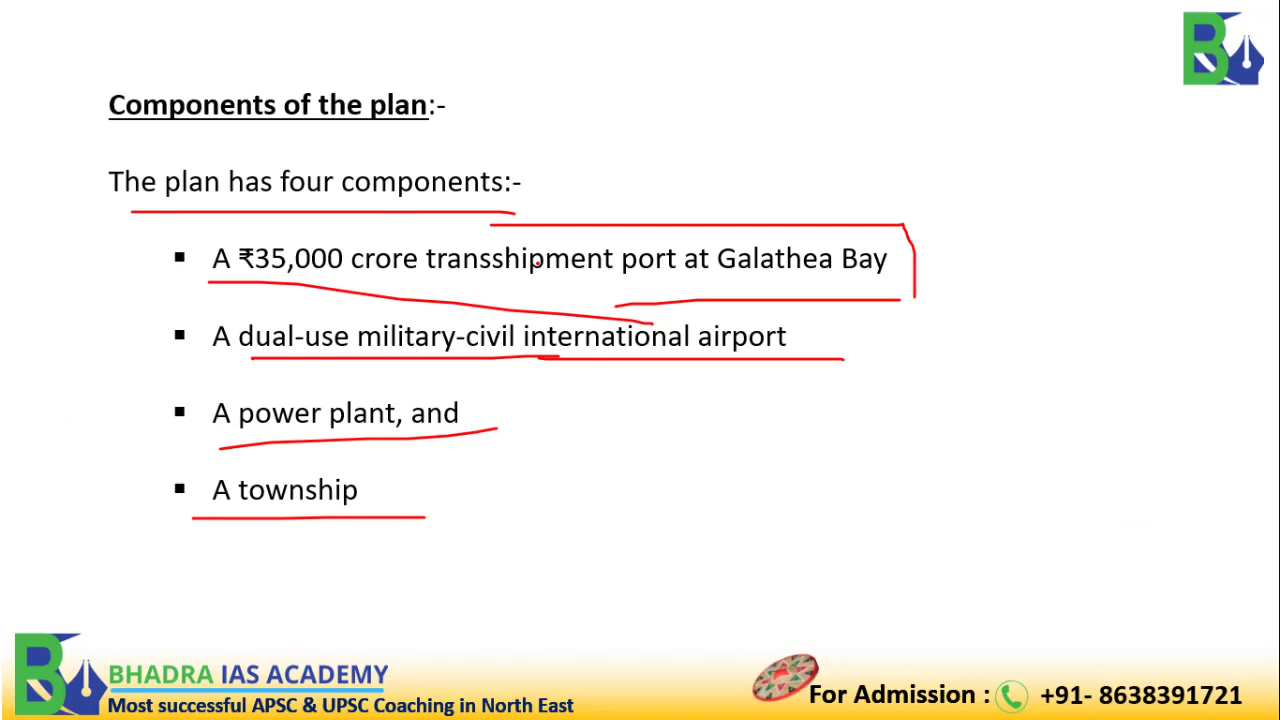 Components of the plan:-
The plan has four components:-
▪ A ₹35,000 crore transshipment port at Galathea Bay
▪ A dual-use military-civil international airport
▪ A power plant, and
▪ A township
BHADRA IAS ACADEMY
Most successful APSC & UPSC Coaching in North East
For Admission : +91- 8638391721